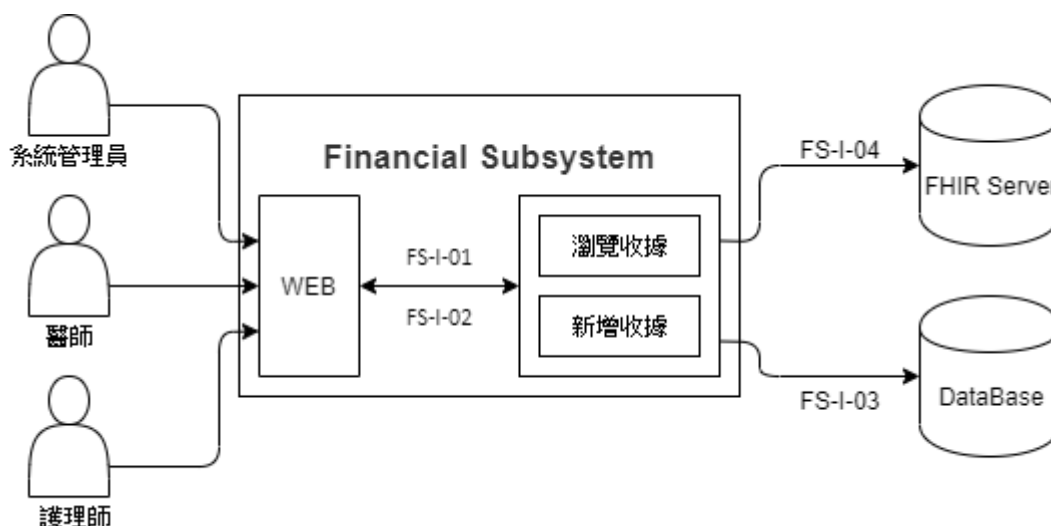 系統管理員
醫師
護理師
Financial Subsystem
WEB
FS-I-01
FS-I-02
瀏覽收據
新增收據
FS-I-04
FHIR Server
FS-I-03
DataBase